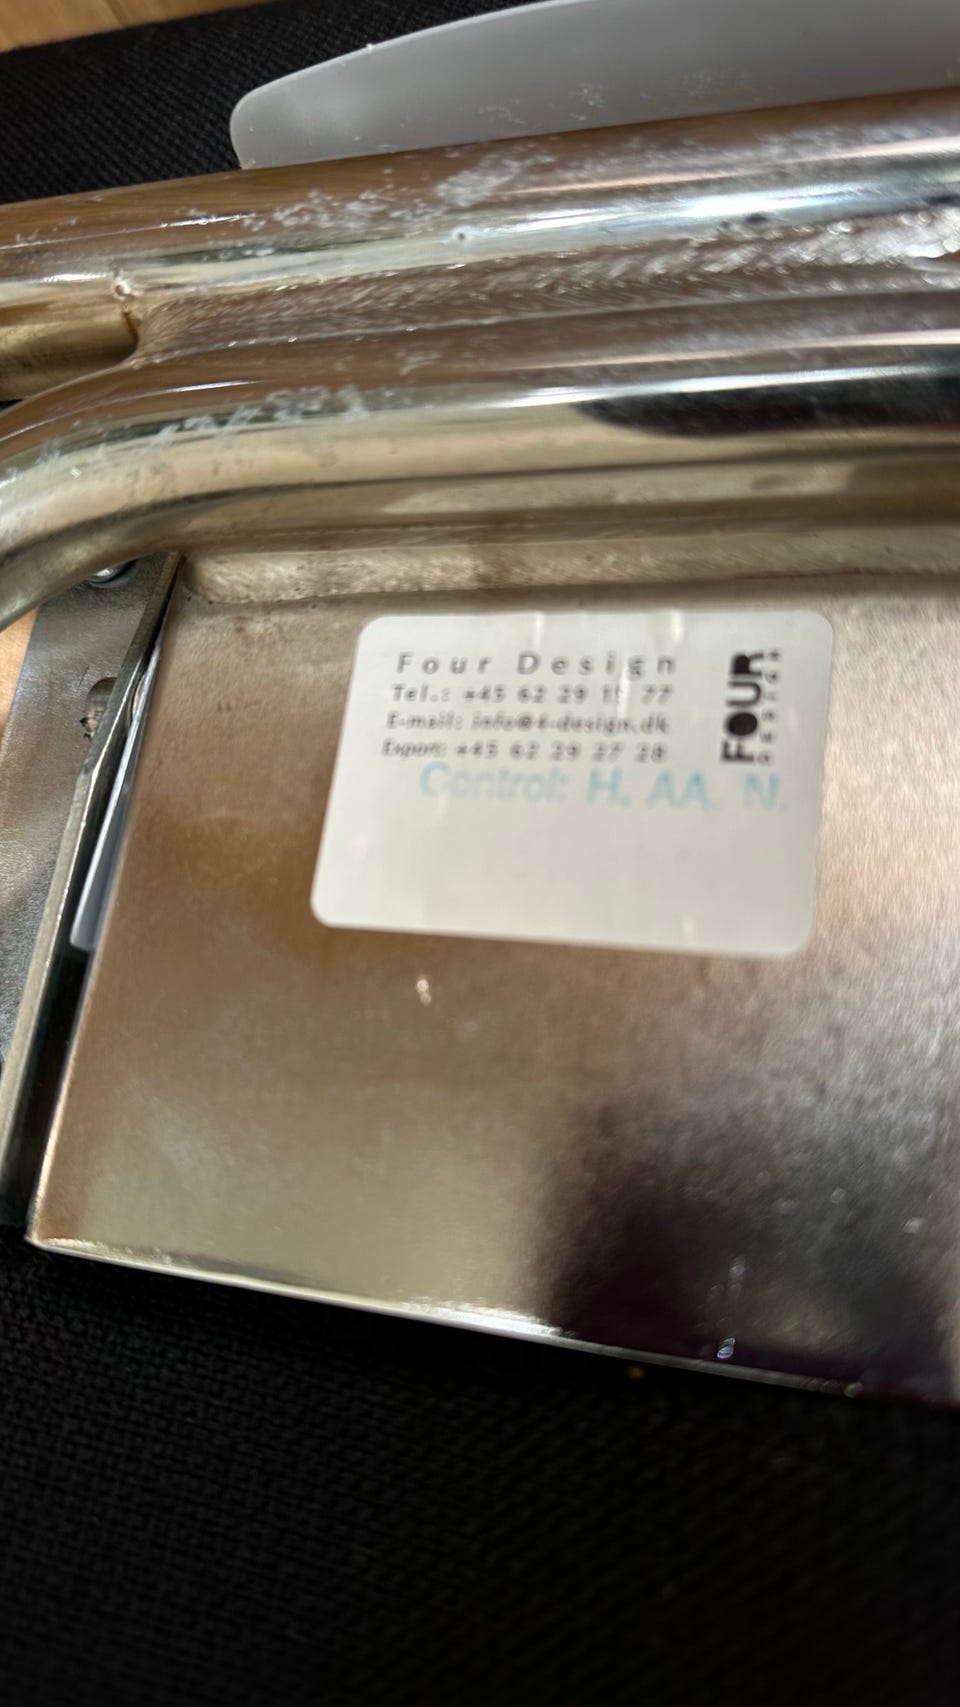 Four Design
Tel.: +45 62 29 77
E-mail: info@4-design.dk
Export: +45 62 29 27 28
Control: H. AA. N.
FOUR
DESIGN